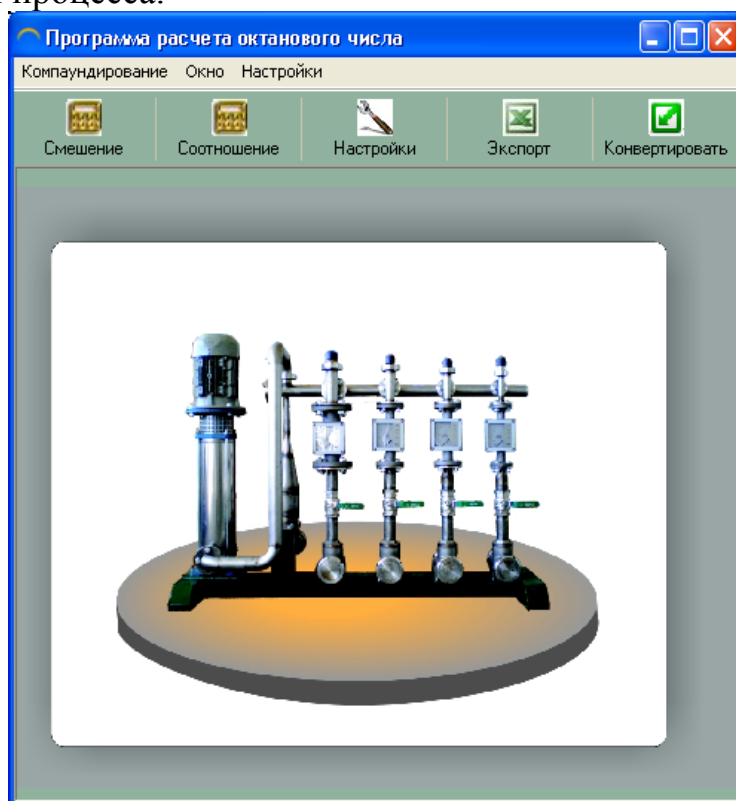 процесса.
Программа расчета октанового числа
Компаундирование Окно Настройки
Смешение Соотношение Настройки Экспорт Конвертировать